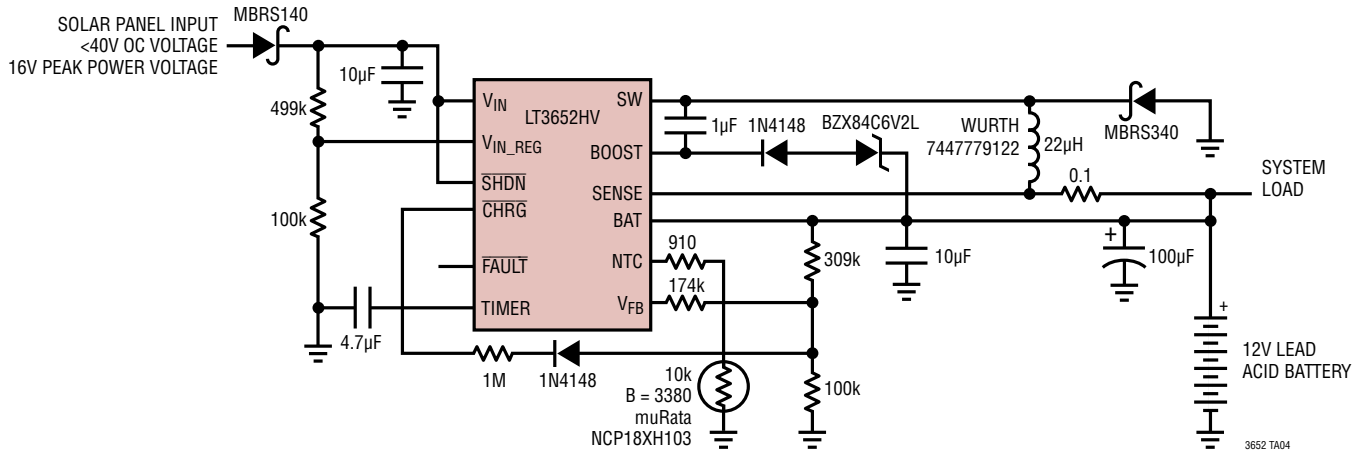 SOLAR PANEL INPUT
<40V OC VOLTAGE
16V PEAK POWER VOLTAGE
MBRS140
10µF
499k
100k
4.7µF
LT3652HV
VIN
VIN_REG
SHDN
CHRG
FAULT
TIMER
SW
BOOST
SENSE
BAT
NTC
VFB
1µF
1N4148
BZX84C6V2L
WURTH
7447779122
22µH
MBRS340
0.1
SYSTEM
LOAD
910
174k
309k
10µF
+
100µF
+
12V LEAD
ACID BATTERY
1M
1N4148
10k
B = 3380
muRata
NCP18XH103
100k
3652 TA04